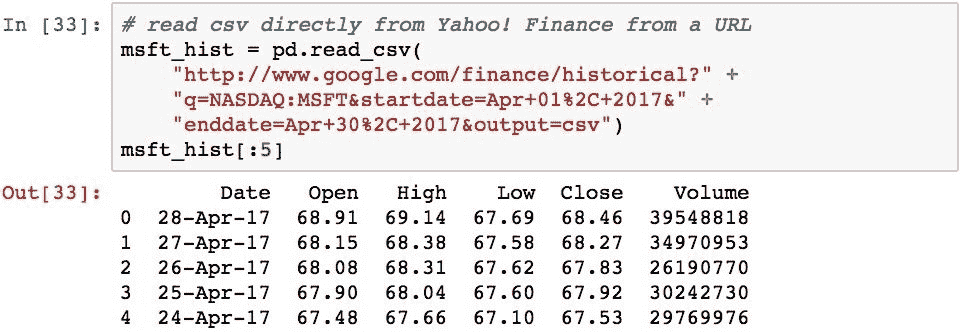 In [33]: # read csv directly from Yahoo! Finance from a URL
msft_hist = pd.read_csv(
"http://www.google.com/finance/historical?" +
"q=NASDAQ:MSFT&startdate=Apr+01%2C+2017&" +
"enddate=Apr+30%2C+2017&output=csv")
msft_hist[:5]
Out[33]: Date Open High Low Close Volume
0 28-Apr-17 68.91 69.14 67.69 68.46 39548818
1 27-Apr-17 68.15 68.38 67.58 68.27 34970953
2 26-Apr-17 68.08 68.31 67.62 67.83 26190770
3 25-Apr-17 67.90 68.04 67.60 67.92 30242730
4 24-Apr-17 67.48 67.66 67.10 67.53 29769976